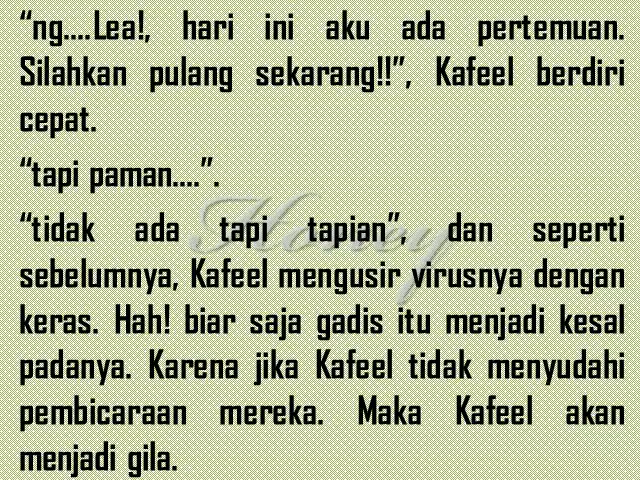 “ng....Lea!, hari ini aku ada pertemuan.
Silahkan pulang sekarang!!”, Kafeel berdiri
cepat.
“tapi paman....”.
“tidak ada tapi tapian”, dan seperti
sebelumnya, Kafeel mengusir virusnya dengan
keras. Hah! biar saja gadis itu menjadi kesal
padanya. Karena jika Kafeel tidak menyudahi
pembicaraan mereka. Maka Kafeel akan
menjadi gila.
Honey